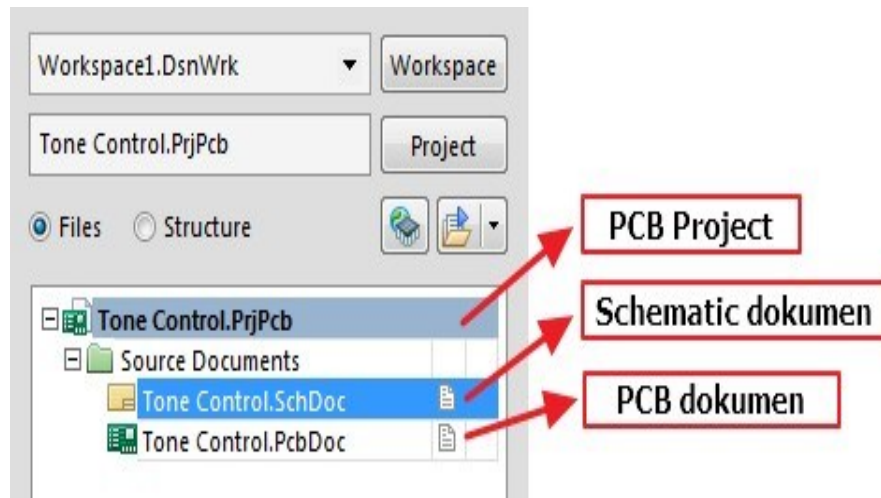 Workspace1.DsnWrk
Workspace
Tone Control.PrjPcb
Project
Files
Structure
PCB Project
Tone Control.PrjPcb
Schematic dokumen
Source Documents
Tone Control.SchDoc
PCB dokumen
Tone Control.PcbDoc